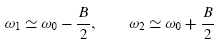 ω₁ ≃ ω₀ − B/2,   ω₂ ≃ ω₀ + B/2